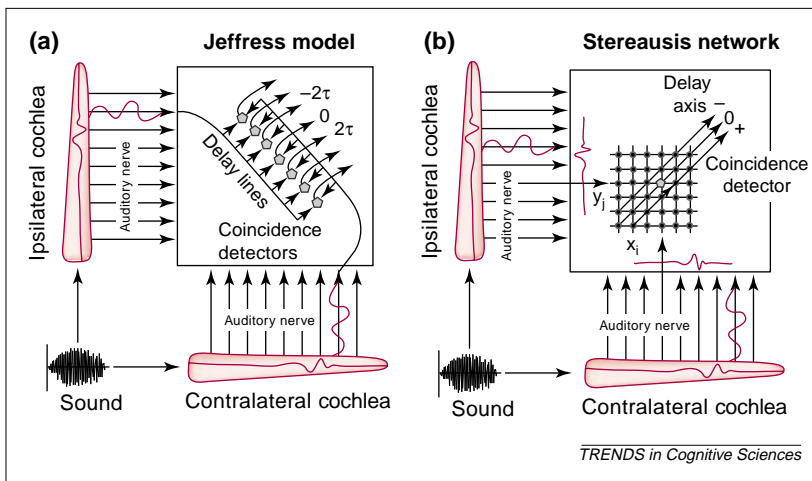 (a)
Jeffress model
Ipsilateral cochlea
Auditory nerve
−2τ
0
2τ
Delay lines
Coincidence
detectors
Auditory nerve
Sound
Contralateral cochlea
(b)
Stereausis network
Ipsilateral cochlea
Auditory nerve
Delay
axis
−
0
+
Coincidence
detector
y_j
x_i
Auditory nerve
Sound
Contralateral cochlea
TRENDS in Cognitive Sciences